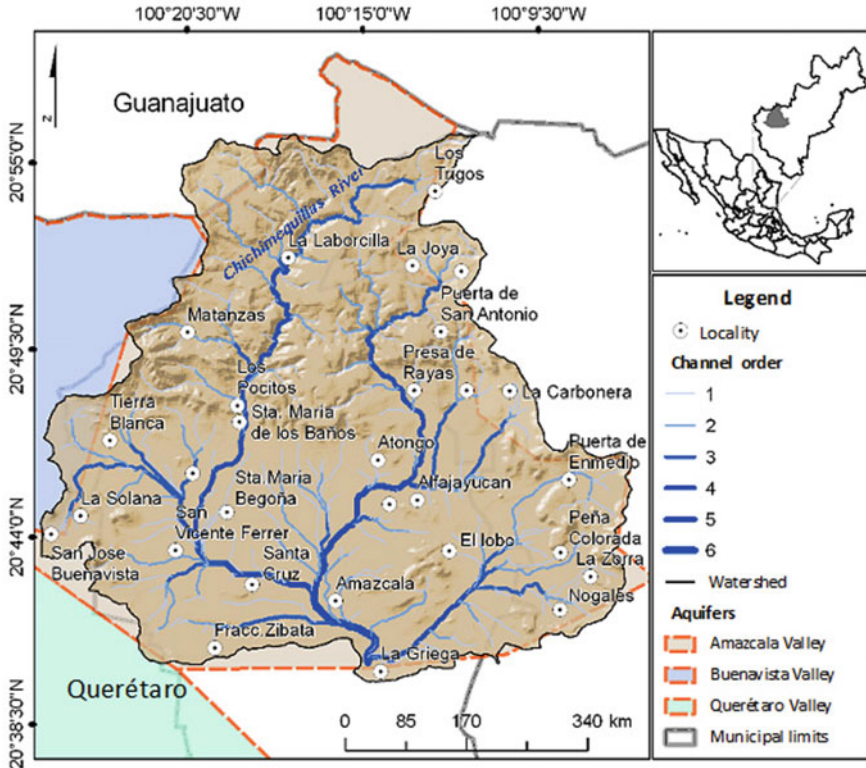 100°20'30"W 100°15'0"W 100°9'30"W
N
Guanajuato
20°55'0"N
20°49'30"N
20°44'0"N
20°38'30"N
Los
Trigos
Chichimequillas River
La Laborcilla
La Joya
Matanzas
Puerta de
San Antonio
Los
Pocitos
Presa de
Rayas
La Carbonera
Tierra
Blanca
Sta. Maria
de los Baños
Atongo
Puerta de
Enmedio
La Solana
Sta.Maria
Begoña
Alfajayucan
San
Vicente Ferrer
El lobo
Peña
Colorada
San Jose
Buenavista
Santa
Cruz
La Zorra
Amazcala
Nogales
Fracc.Zibata
La Griega
Querétaro
0 85 170 340 km
Legend
Locality
Channel order
1
2
3
4
5
6
Watershed
Aquifers
Amazcala Valley
Buenavista Valley
Querétaro Valley
Municipal limits